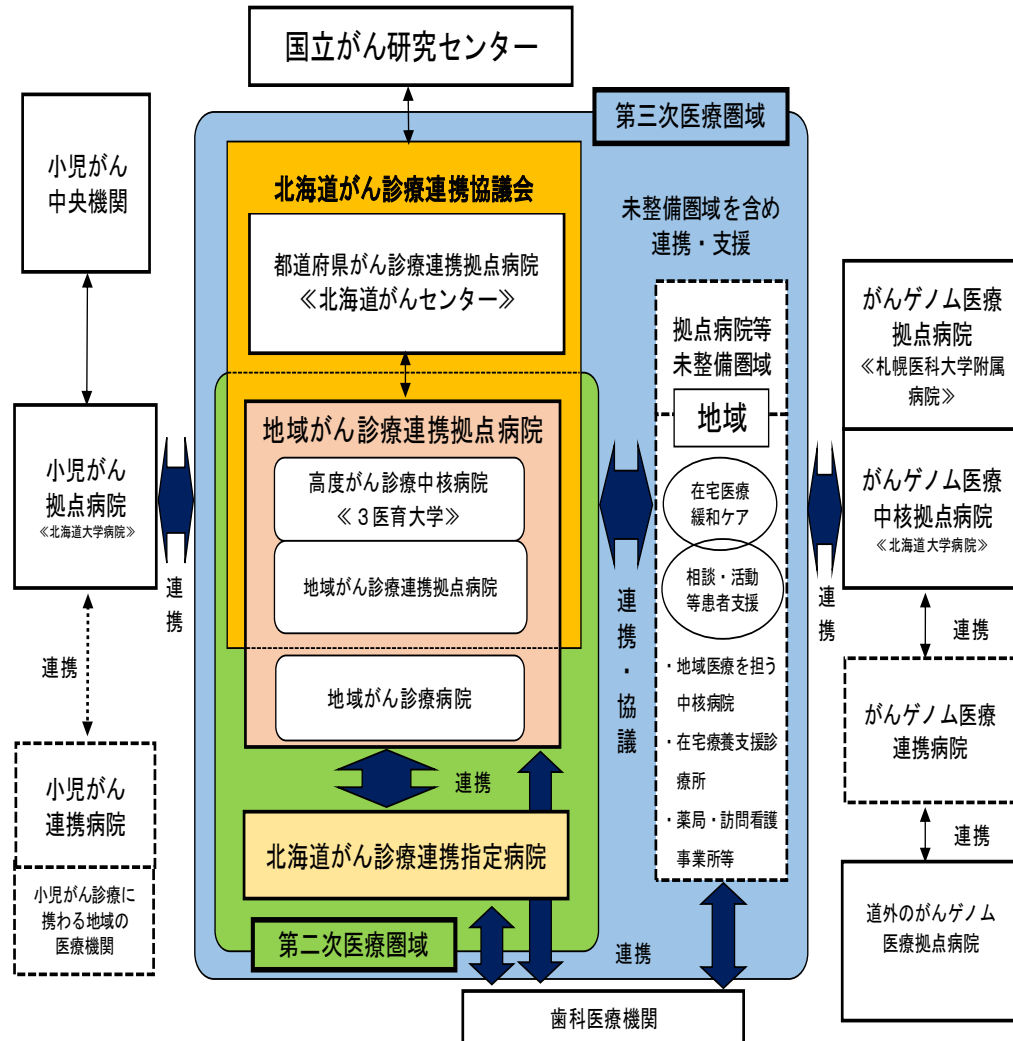 国立がん研究センター
第三次医療圏域
小児がん
中央機関
北海道がん診療連携協議会
都道府県がん診療連携拠点病院
≪北海道がんセンター≫
未整備圏域を含め
連携・支援
拠点病院等
未整備圏域
地域
在宅医療
緩和ケア
相談・活動
等患者支援
・地域医療を担う
中核病院
・在宅療養支援診
療所
・薬局・訪問看護
事業所等
がんゲノム医療
拠点病院
≪札幌医科大学附属
病院≫
がんゲノム医療
中核拠点病院
≪北海道大学病院≫
連携
がんゲノム医療
連携病院
連携
道外のがんゲノム
医療拠点病院
小児がん
拠点病院
≪北海道大学病院≫
連携
小児がん
連携病院
小児がん診療に
携わる地域の
医療機関
連携
地域がん診療連携拠点病院
高度がん診療中核病院
≪３医育大学≫
地域がん診療連携拠点病院
地域がん診療病院
連携
北海道がん診療連携指定病院
第二次医療圏域
連携・協議
連携
連携
歯科医療機関